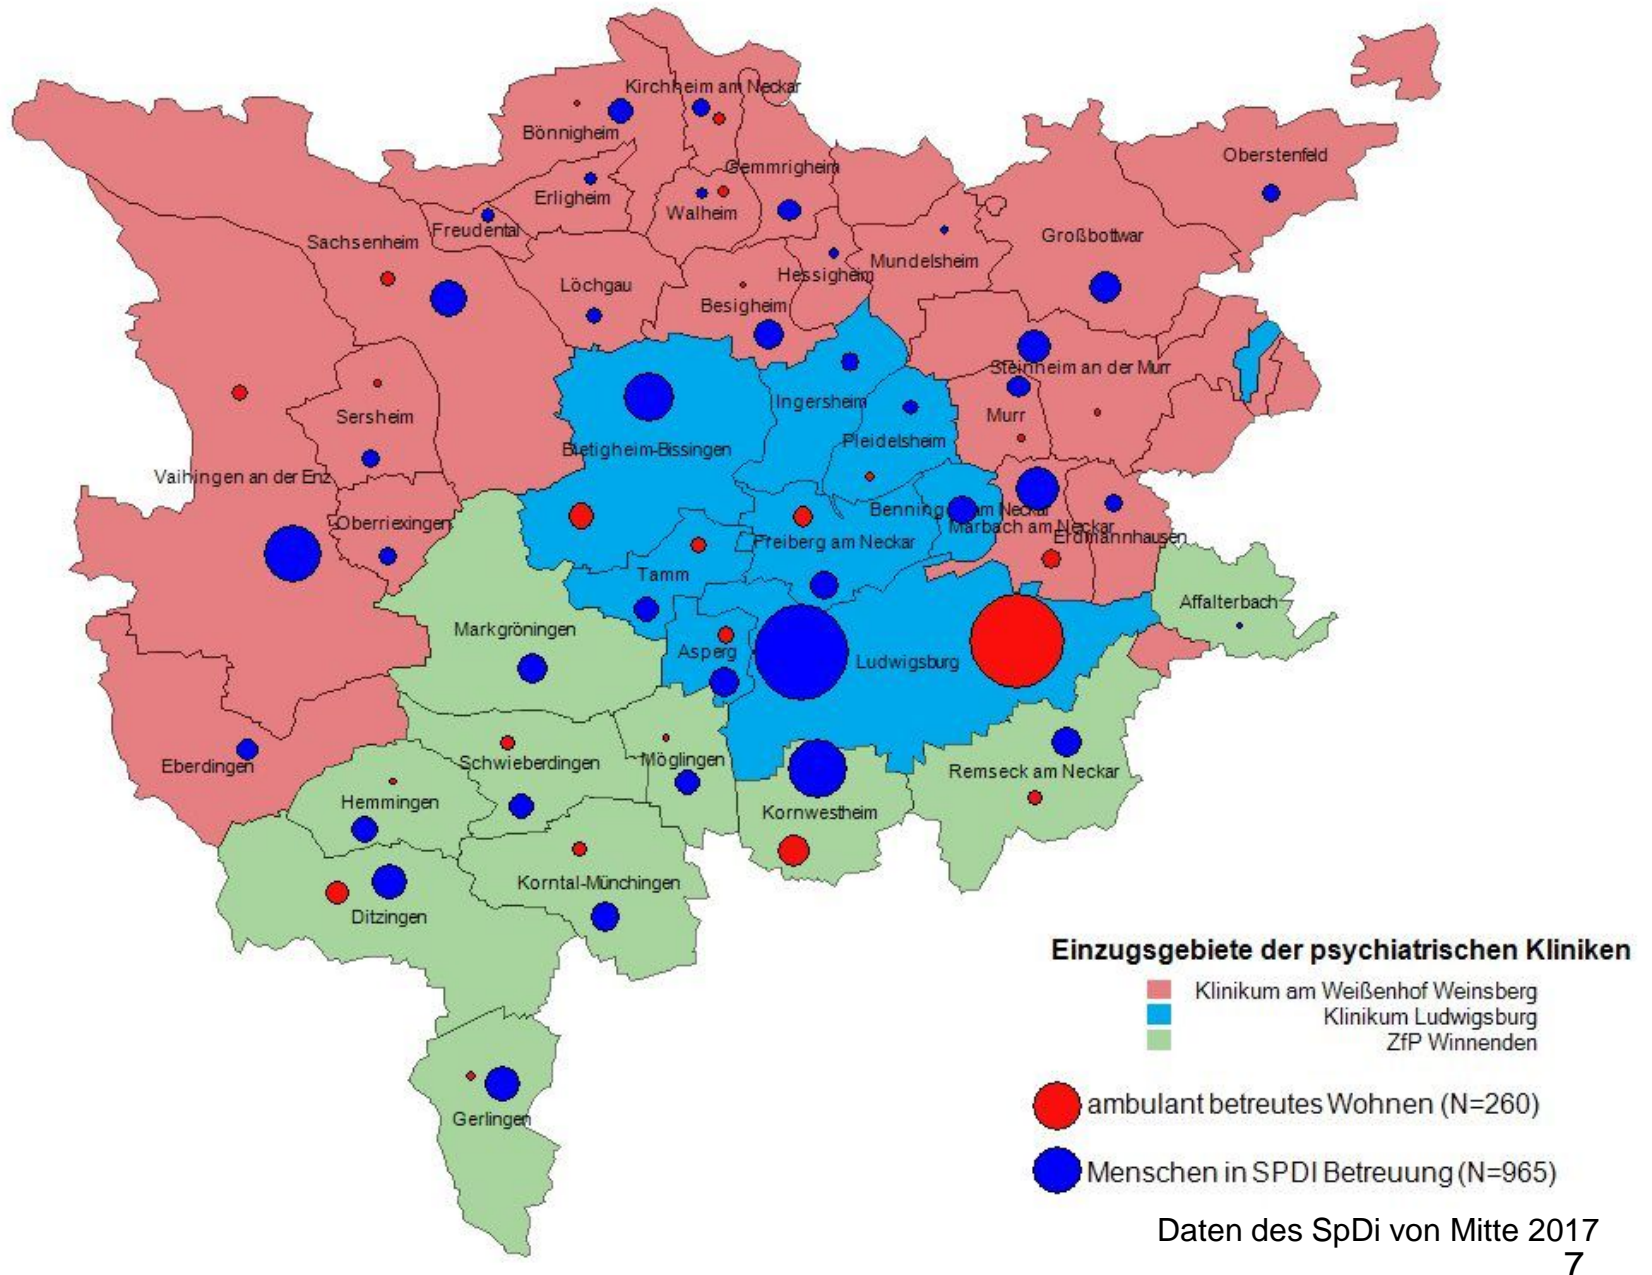 Kirchheim am Neckar
Bönnigheim
Oberstenfeld
Gemmrigheim
Erligheim
Walheim
Freudental
Großbottwar
Sachsenheim
Mundelsheim
Hessigheim
Löchgau
Besigheim
Steinheim an der Murr
Ingersheim
Murr
Sersheim
Pleidelsheim
Bietigheim-Bissingen
Vaihingen an der Enz
Benning am Neckar
Oberriexingen
Marbach am Neckar
Erdmannhausen
Freiberg am Neckar
Tamm
Affalterbach
Markgröningen
Asperg
Ludwigsburg
Möglingen
Schwieberdingen
Eberdingen
Remseck am Neckar
Hemmingen
Kornwestheim
Korntal-Münchingen
Ditzingen
Gerlingen
Einzugsgebiete der psychiatrischen Kliniken
Klinikum am Weißenhof Weinsberg
Klinikum Ludwigsburg
ZfP Winnenden
ambulant betreutes Wohnen (N=260)
Menschen in SPDI Betreuung (N=965)
Daten des SpDi von Mitte 2017
7